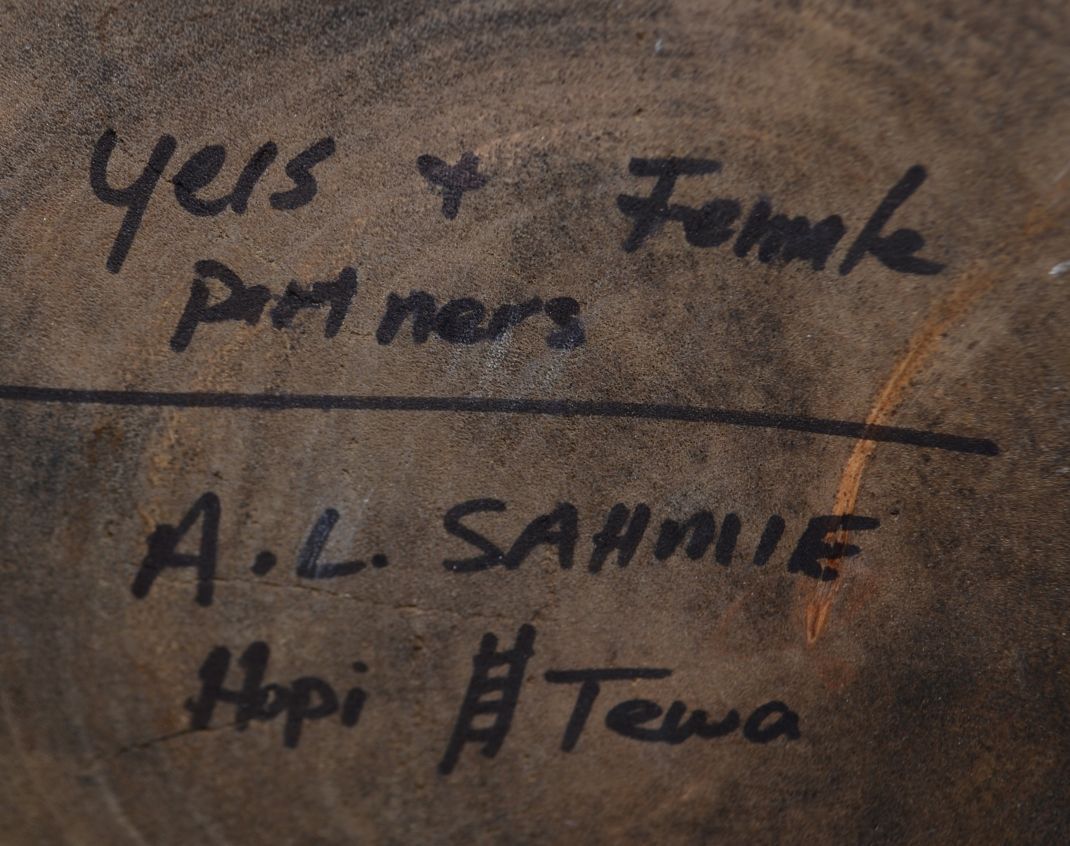 Yeis + Female
Partners
A.L. SAHMIE
Hopi Tewa